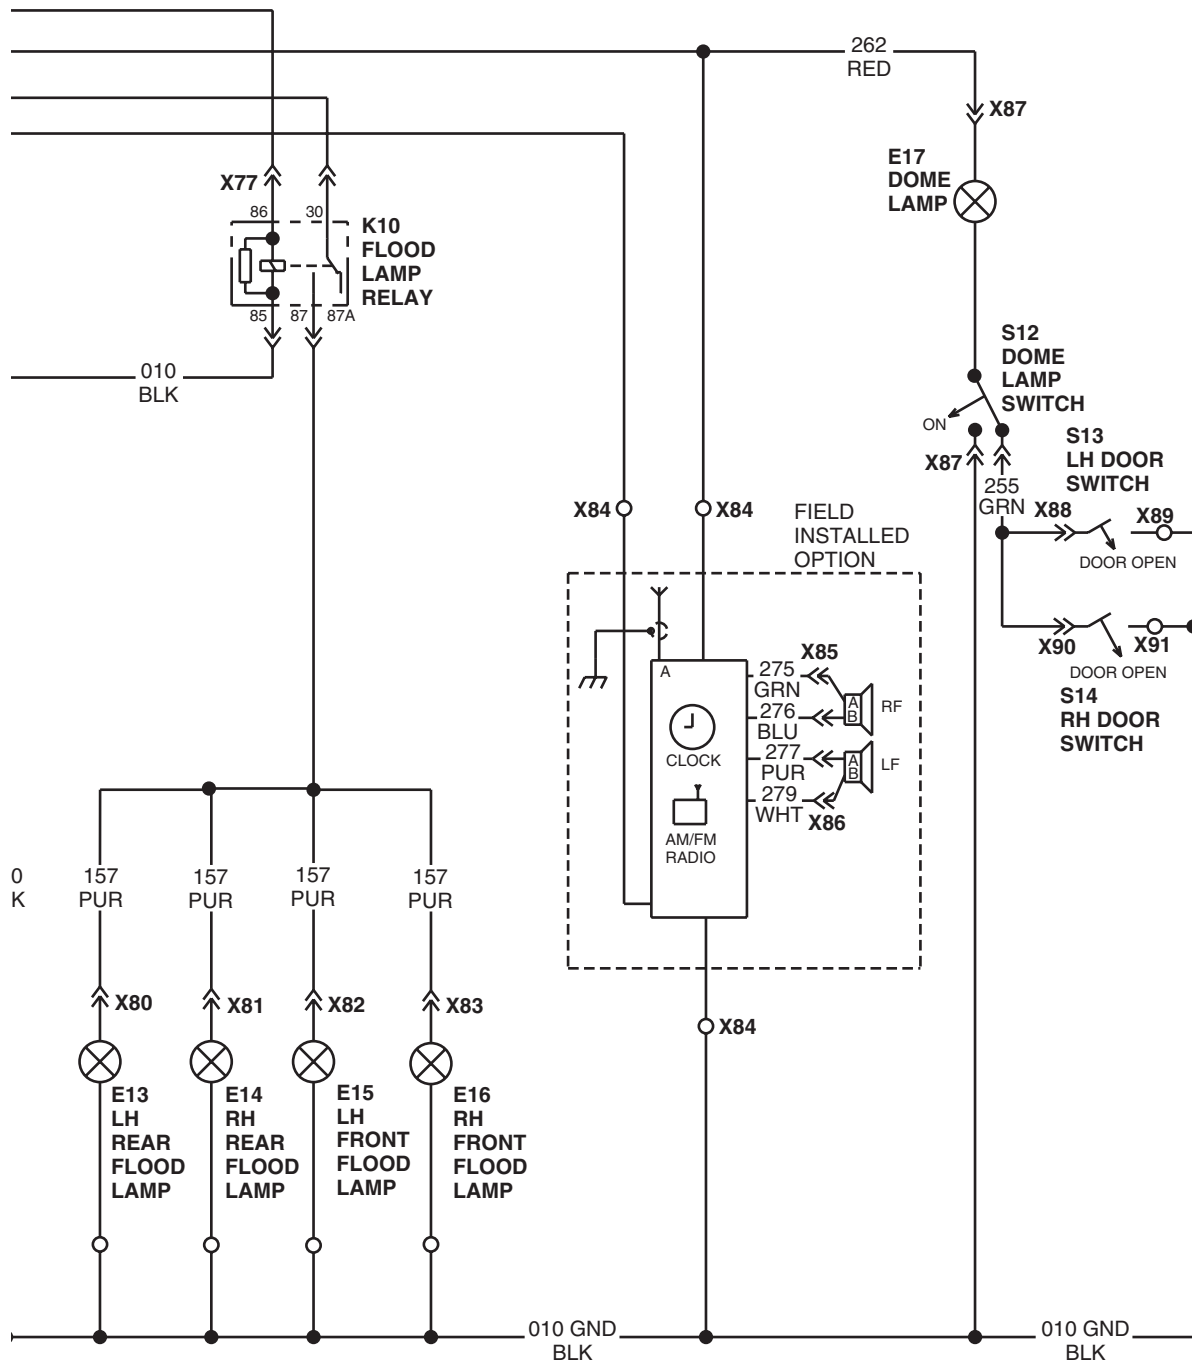 262
RED
X87
E17
DOME
LAMP
X77
86
30
K10
FLOOD
LAMP
RELAY
85
87
87A
010
BLK
S12
DOME
LAMP
SWITCH
ON
X87
255
GRN
S13
LH DOOR
SWITCH
X88
X89
DOOR OPEN
X90
X91
DOOR OPEN
S14
RH DOOR
SWITCH
X84
X84
FIELD
INSTALLED
OPTION
A
CLOCK
AM/FM
RADIO
275
GRN
276
BLU
277
PUR
279
WHT
X85
A
B
RF
A
B
LF
X86
0
K
157
PUR
157
PUR
157
PUR
157
PUR
X80
X81
X82
X83
X84
E13
LH
REAR
FLOOD
LAMP
E14
RH
REAR
FLOOD
LAMP
E15
LH
FRONT
FLOOD
LAMP
E16
RH
FRONT
FLOOD
LAMP
010 GND
BLK
010 GND
BLK